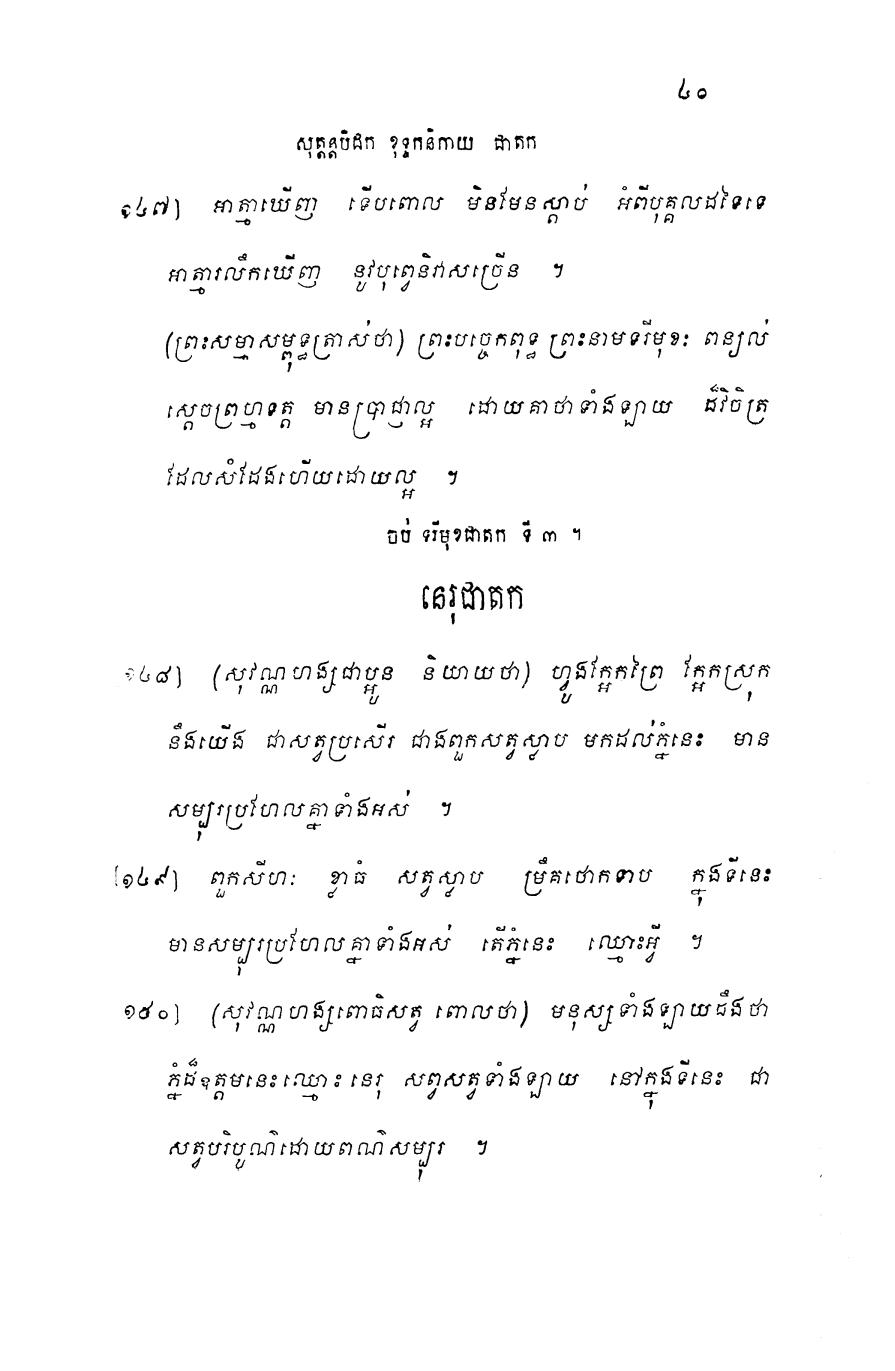 ៤០
សុត្តន្តបិដក ខុទ្ទកនិកាយ ជាតក
១៤៧] អាត្មាឃើញ ទើបពោល មិនមែនស្តាប់ អំពីបុគ្គលដទៃទេ
អាត្មារលឹកឃើញ នូវបុព្វេនិវាសច្រើន ។
(ព្រះសម្មាសម្ពុទ្ធត្រាស់ថា) ព្រះបច្ចេកពុទ្ធ ព្រះនាមទរីមុខៈ ពន្យល់
ស្តេចព្រហ្មទត្ត មានប្រាជ្ញាល្អ ដោយគាថាទាំងឡាយ ដ៏វិចិត្រ
ដែលសំដែងហើយដោយល្អ ។
ចប់ ទរីមុខជាតក ទី ៣ ។
នេរុជាតក
១៤៨] (សុវណ្ណហង្សជាប្អូន និយាយថា) ហ្វូងក្អែកព្រៃ ក្អែកស្រុក
នឹងយើង ជាសត្វប្រសើរ ជាងពួកសត្វស្លាប មកដល់ភ្នំនេះ មាន
សម្បុរប្រហែលគ្នាទាំងអស់ ។
[១៤៩] ពួកសីហៈ ខ្លាធំ សត្វស្លាប ម្រឹគថោកទាប ក្នុងទីនេះ
មានសម្បុរប្រហែលគ្នាទាំងអស់ តើភ្នំនេះ ឈ្មោះអ្វី ។
១៥០] (សុវណ្ណហង្សពោធិសត្វ ពោលថា) មនុស្សទាំងឡាយដឹងថា
ភ្នំដ៏ឧត្តមនេះឈ្មោះ នេរុ សព្វសត្វទាំងឡាយ នៅក្នុងទីនេះ ជា
សត្វបរិបូណ៌ដោយពណ៌សម្បុរ ។